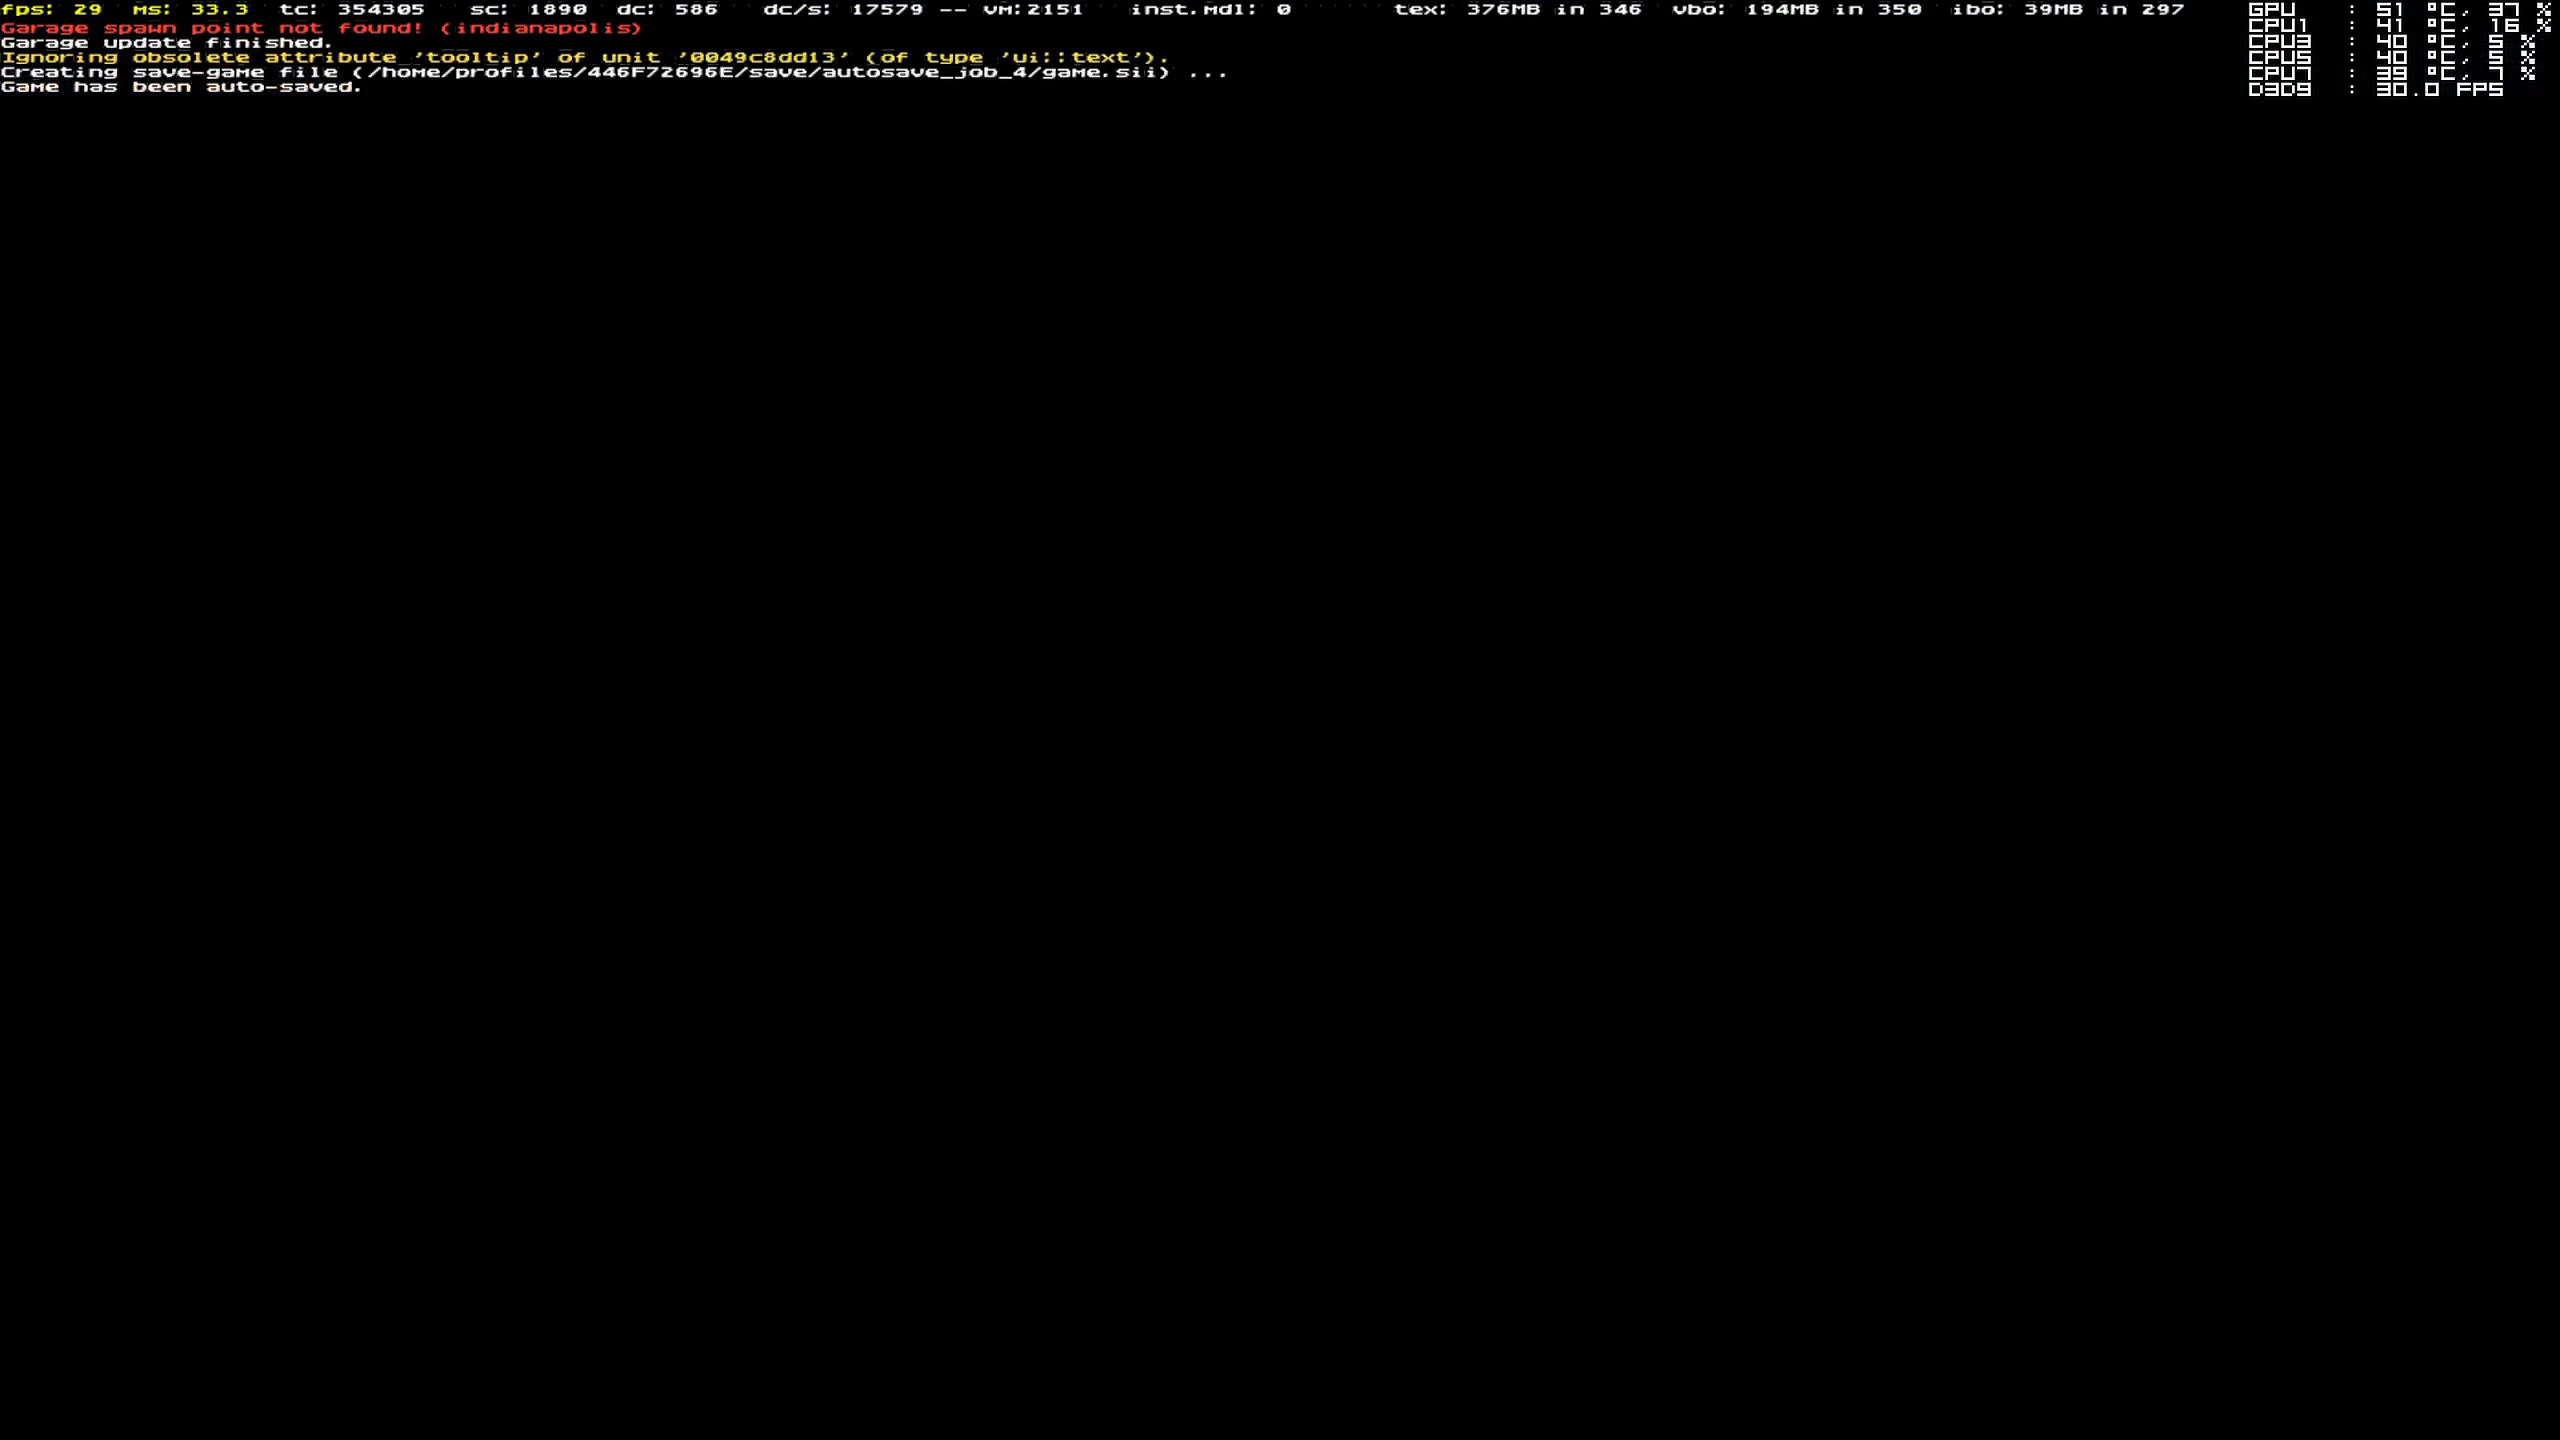 fps: 29 ms: 33.3 tc: 354305 sc: 1890 dc: 586 dc/s: 17579 -- vm:2151 inst.mdl: 0 tex: 376MB in 346 vbo: 194MB in 350 ibo: 39MB in 297
Garage spawn point not found! (indianapolis)
Garage update finished.
Ignoring obsolete attribute 'tooltip' of unit '0049c8dd13' (of type 'ui::text').
Creating save-game file (/home/profiles/446F72696E/save/autosave_job_4/game.sii) ...
Game has been auto-saved.
GPU : 51 °C, 37 %
CPU1 : 41 °C, 16 %
CPU3 : 40 °C, 5 %
CPU5 : 40 °C, 5 %
CPU7 : 39 °C, 7 %
D3D9 : 30.0 FPS